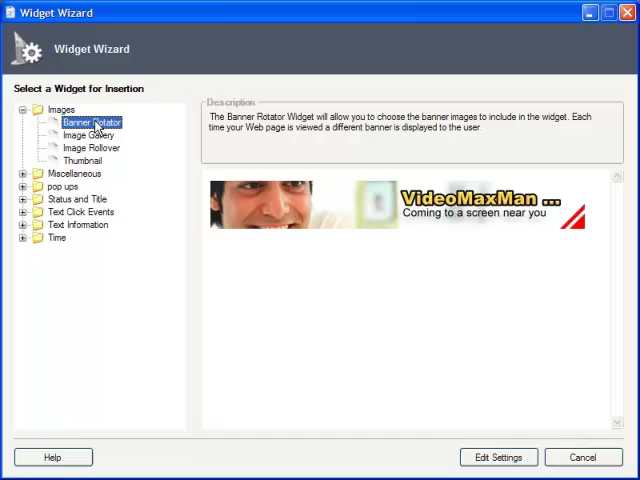 Widget Wizard
Widget Wizard
Select a Widget for Insertion
Images
Banner Rotator
Image Gallery
Image Rollover
Thumbnail
Miscellaneous
pop ups
Status and Title
Text Click Events
Text Information
Time
Description
The Banner Rotator Widget will allow you to choose the banner images to include in the widget. Each
time your Web page is viewed a different banner is displayed to the user.
VideoMaxMan ...
Coming to a screen near you
Help
Edit Settings
Cancel